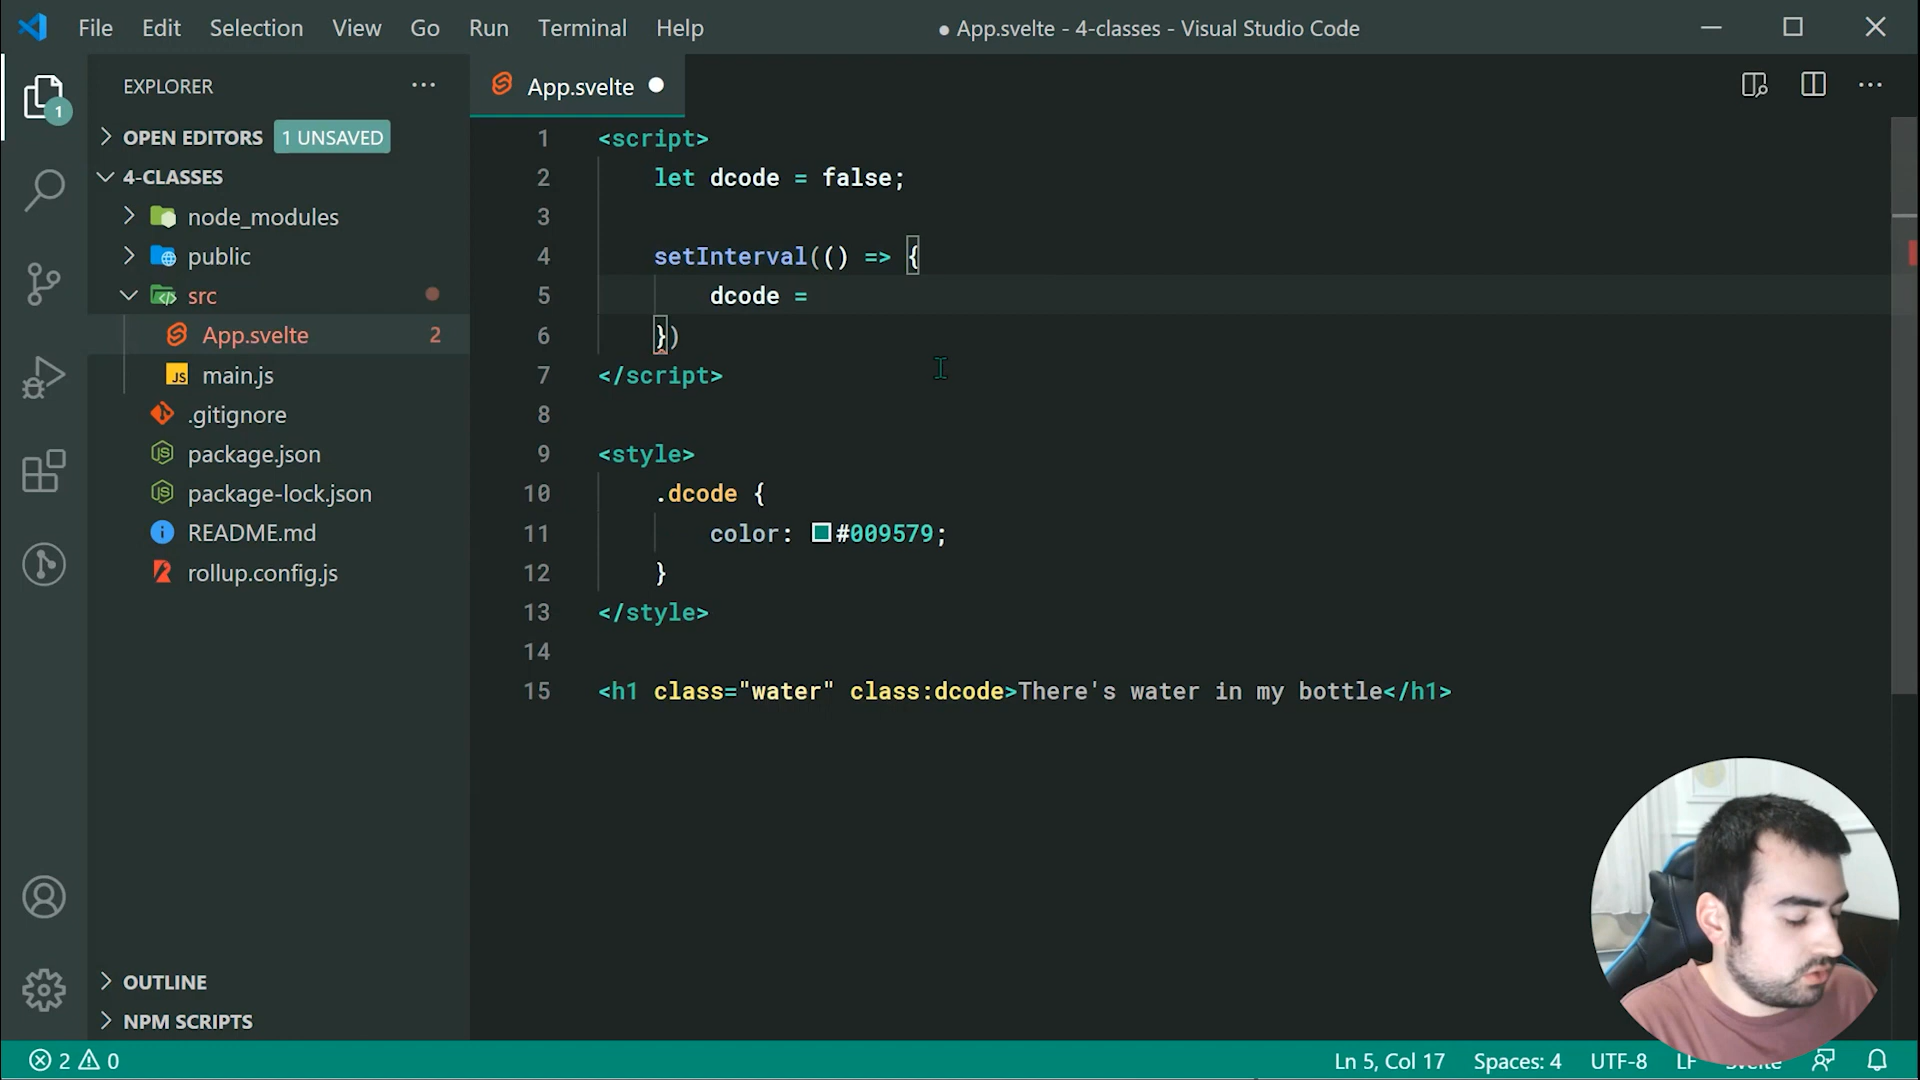 File Edit Selection View Go Run Terminal Help
● App.svelte - 4-classes - Visual Studio Code
EXPLORER
1
OPEN EDITORS 1 UNSAVED
4-CLASSES
node_modules
public
src
App.svelte 2
JS main.js
.gitignore
package.json
package-lock.json
README.md
rollup.config.js
OUTLINE
NPM SCRIPTS
App.svelte
1 <script>
2 let dcode = false;
3
4 setInterval(() => {
5 dcode =
6 })
7 </script>
8
9 <style>
10 .dcode {
11 color: #009579;
12 }
13 </style>
14
15 <h1 class="water" class:dcode>There's water in my bottle</h1>
2 0
Ln 5, Col 17 Spaces: 4 UTF-8 LF Svelte